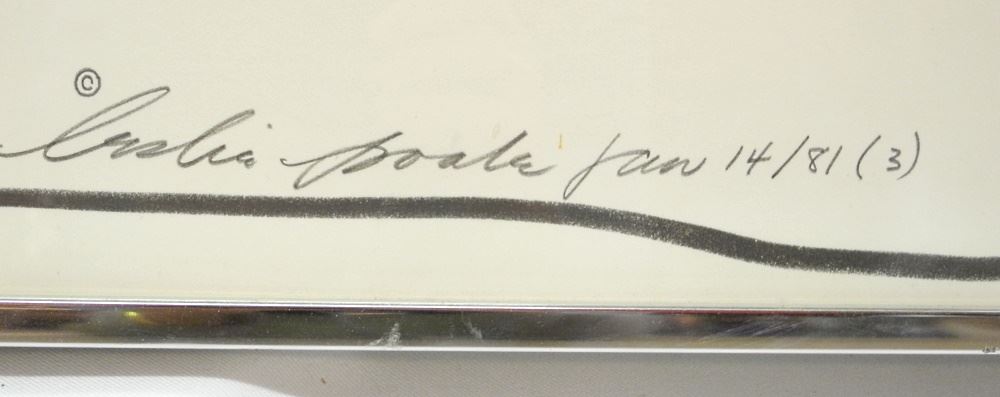 © leslie poole Jan 14/81 (3)